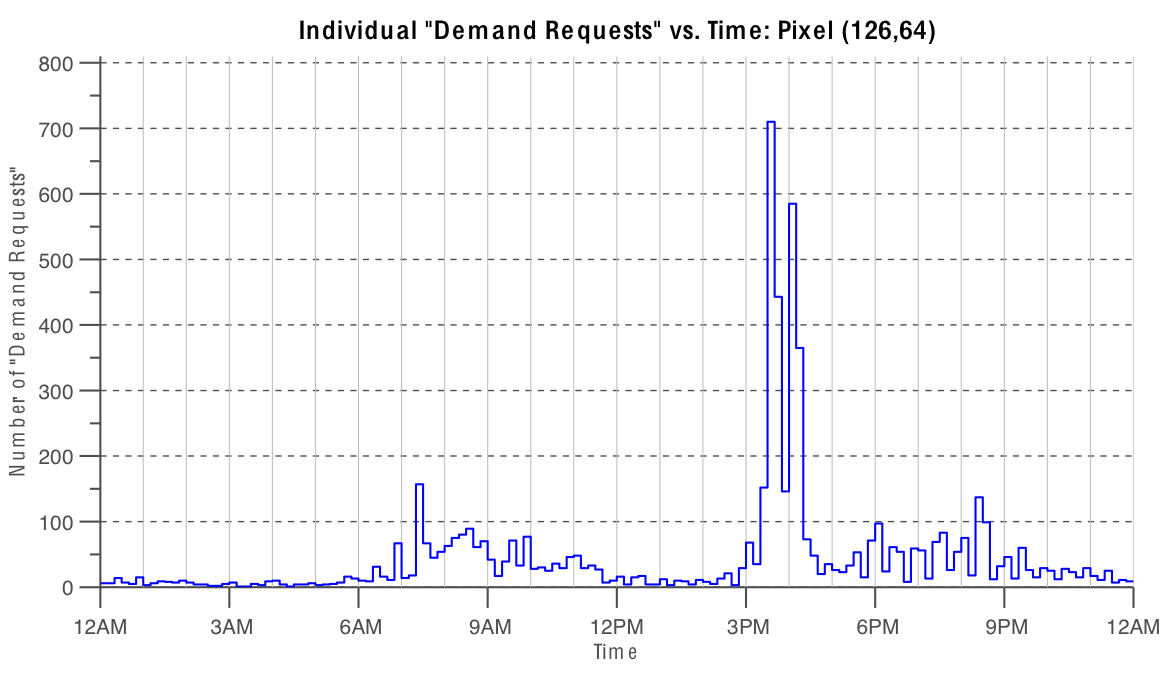 Individual "Demand Requests" vs. Time: Pixel (126,64)
Number of "Demand Requests"
800
700
600
500
400
300
200
100
0
12AM 3AM 6AM 9AM 12PM 3PM 6PM 9PM 12AM
Time